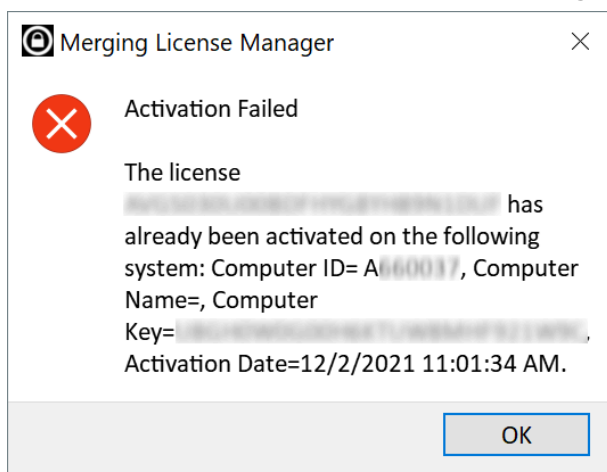 Merging License Manager
Activation Failed
The license
has
already been activated on the following
system: Computer ID= A , Computer
Name=, Computer
Key= ,
Activation Date=12/2/2021 11:01:34 AM.
OK